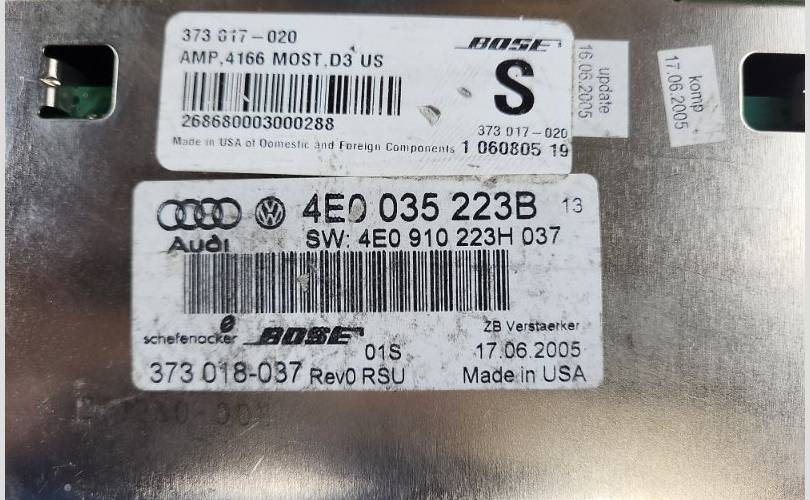 373 017-020
BOSE
AMP,4166 MOST,D3 US
S
268680003000288
373 017-020
Made in USA of Domestic and Foreign Components 1 060805 19
update
16.06.2005
komp
17.06.2005
4E0 035 223B 13
Audi
SW: 4E0 910 223H 037
schefenacker BOSE
ZB Verstaerker
01S
17.06.2005
373 018-037 Rev0 RSU
Made in USA